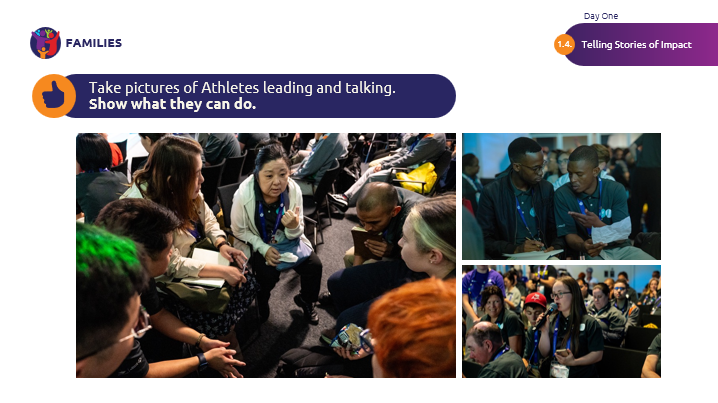 Day One
FAMILIES
1.4. Telling Stories of Impact
Take pictures of Athletes leading and talking.
Show what they can do.